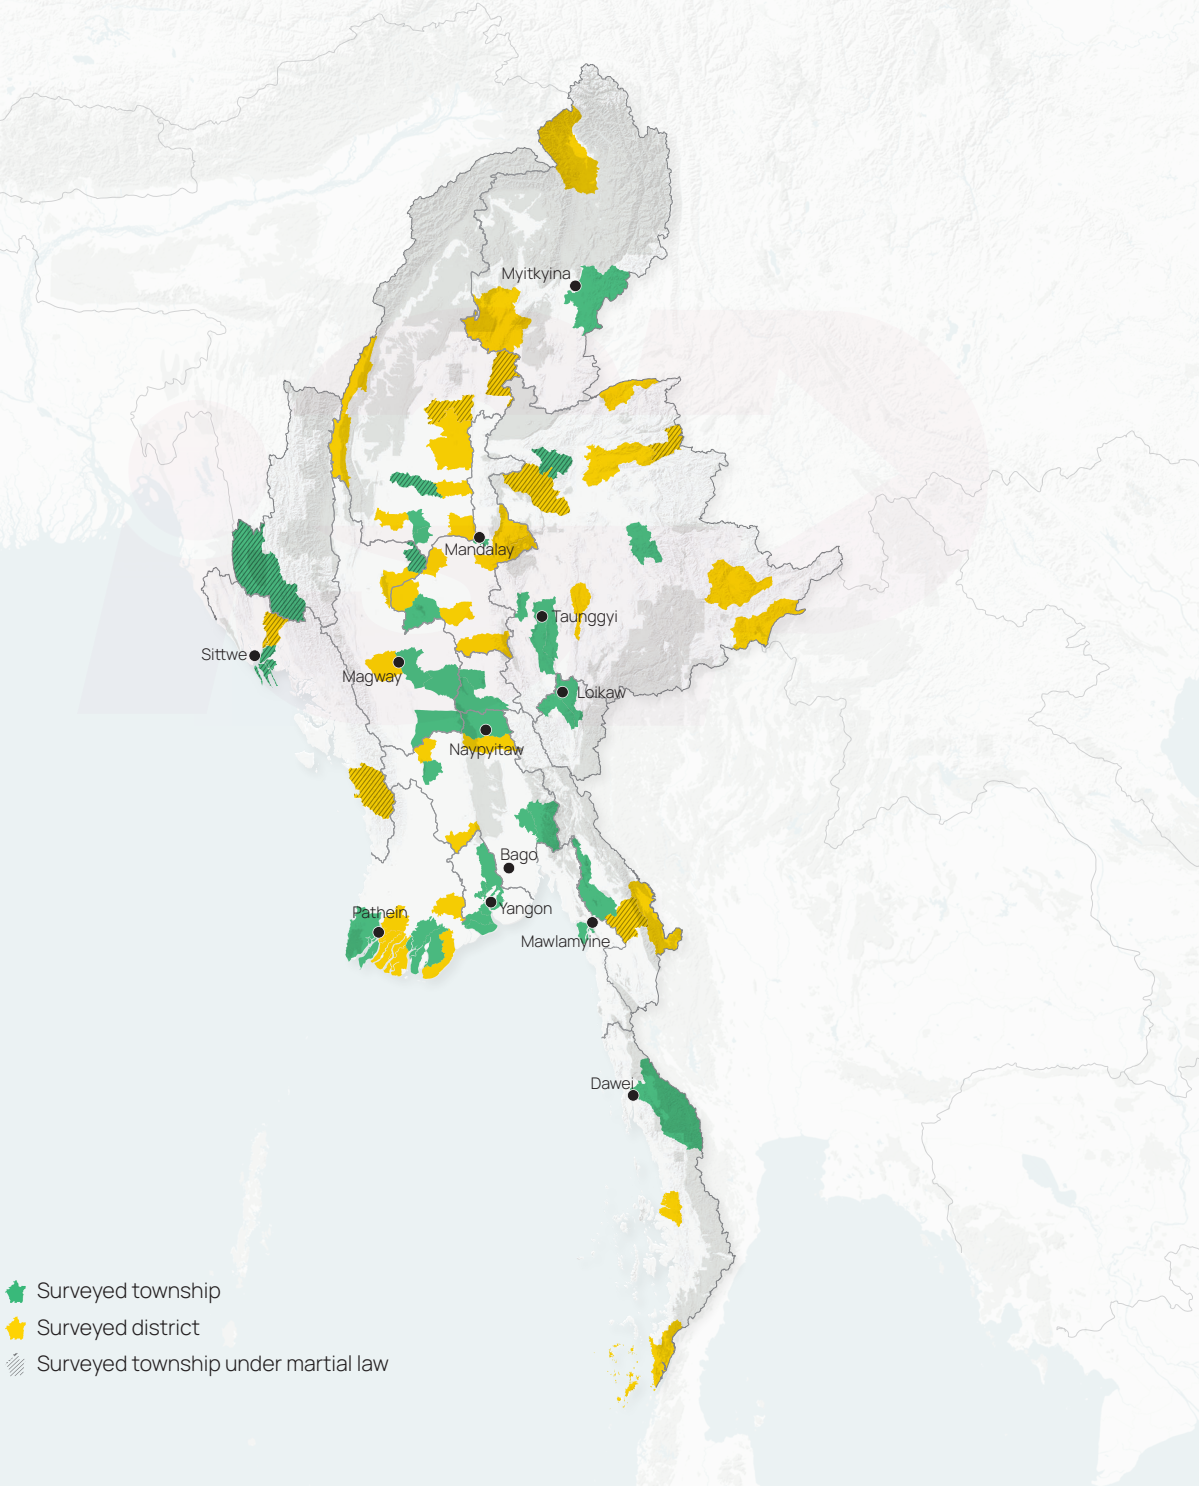 Myitkyina
Mandalay
Taunggyi
Sittwe
Magway
Loikaw
Naypyitaw
Bago
Pathein
Yangon
Mawlamyine
Dawei
Surveyed township
Surveyed district
Surveyed township under martial law